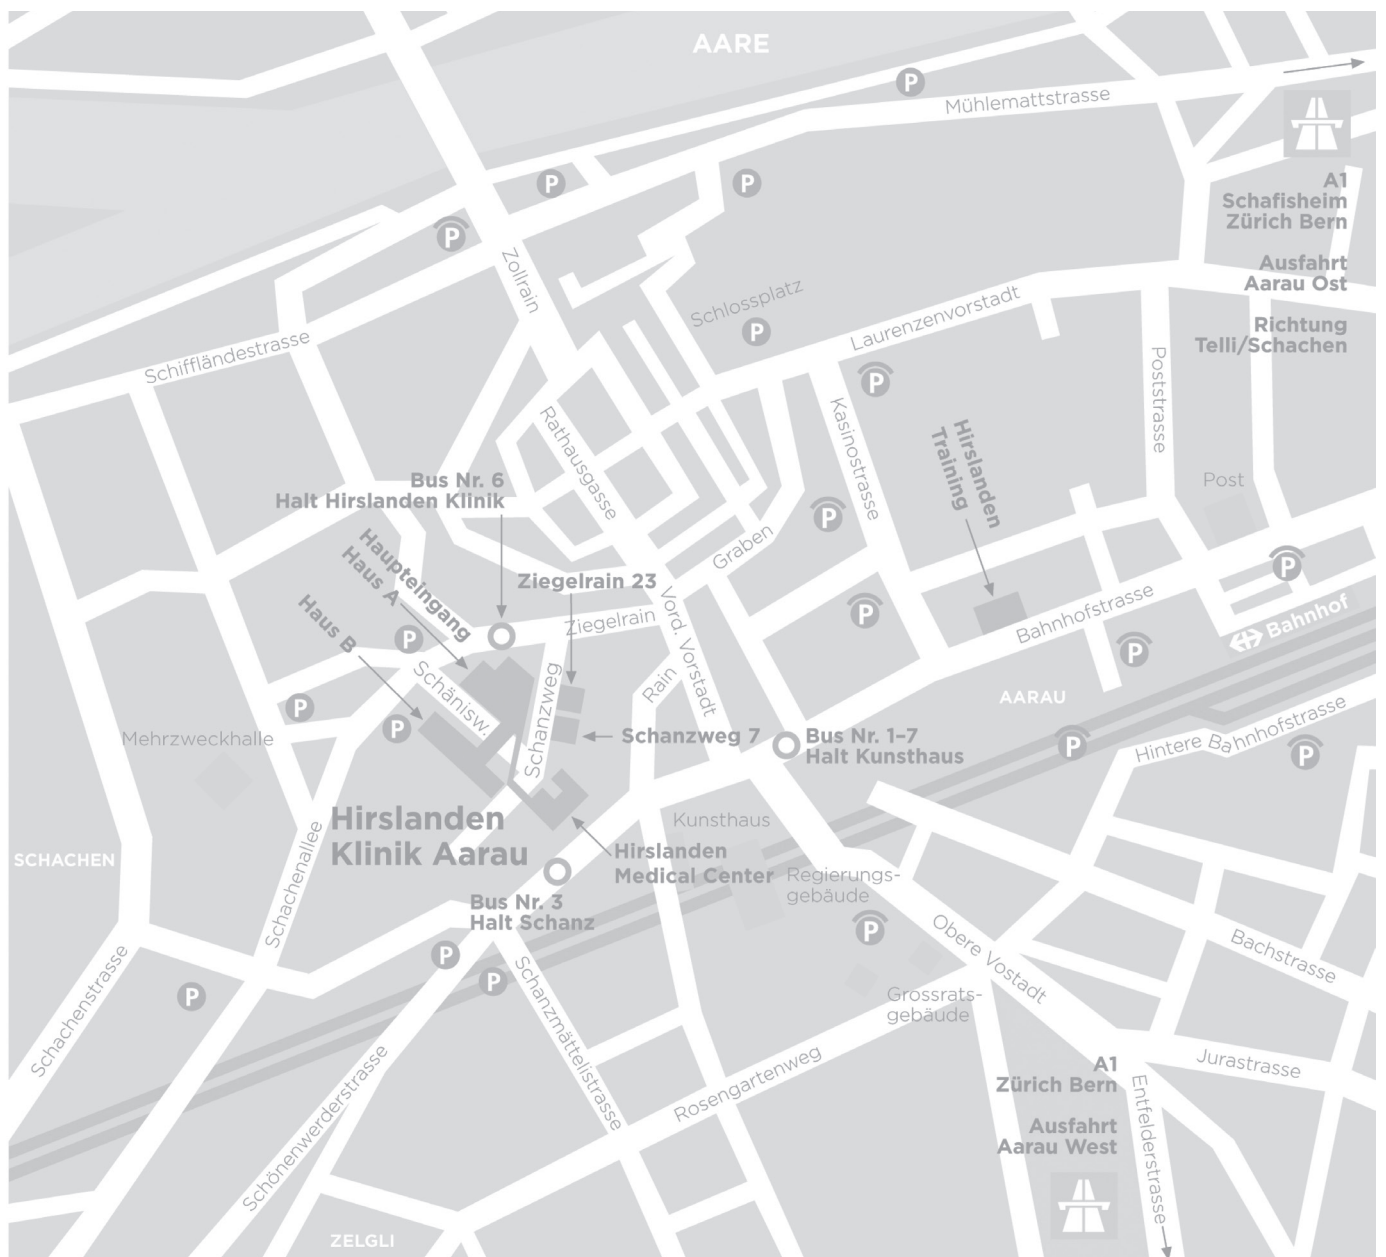 AARE
P
Mühlemattstrasse
P
P
A1
Schafisheim
Zürich Bern
P
Zollrain
Ausfahrt
Aarau Ost
Schlossplatz
Laurenzenvorstadt
P
Richtung
Telli/Schachen
Schiffländestrasse
Poststrasse
P
Kasinostrasse
Rathausgasse
Hirslanden
Training
Bus Nr. 6
Halt Hirslanden Klinik
Post
P
Graben
Haupteingang
Haus A
Ziegelrain 23
P
Haus B
P
Ziegelrain
Vord. Vorstadt
P
Bahnhofstrasse
Bahnhof
P
Schänisw.
Schanzweg
Rain
AARAU
P
P
Mehrzweckhalle
Schanzweg 7
Bus Nr. 1–7
Halt Kunsthaus
P
Hintere Bahnhofstrasse
P
Hirslanden
Klinik Aarau
Kunsthaus
SCHACHEN
Schachenallee
Hirslanden
Medical Center
Regierungs-
gebäude
Bus Nr. 3
Halt Schanz
P
Obere Vostadt
Bachstrasse
P
P
P
Schachenstrasse
Schanzmättelistrasse
Grossrats-
gebäude
Rosengartenweg
A1
Zürich Bern
Jurastrasse
Schönenwerderstrasse
Entfelderstrasse
Ausfahrt
Aarau West
ZELGLI